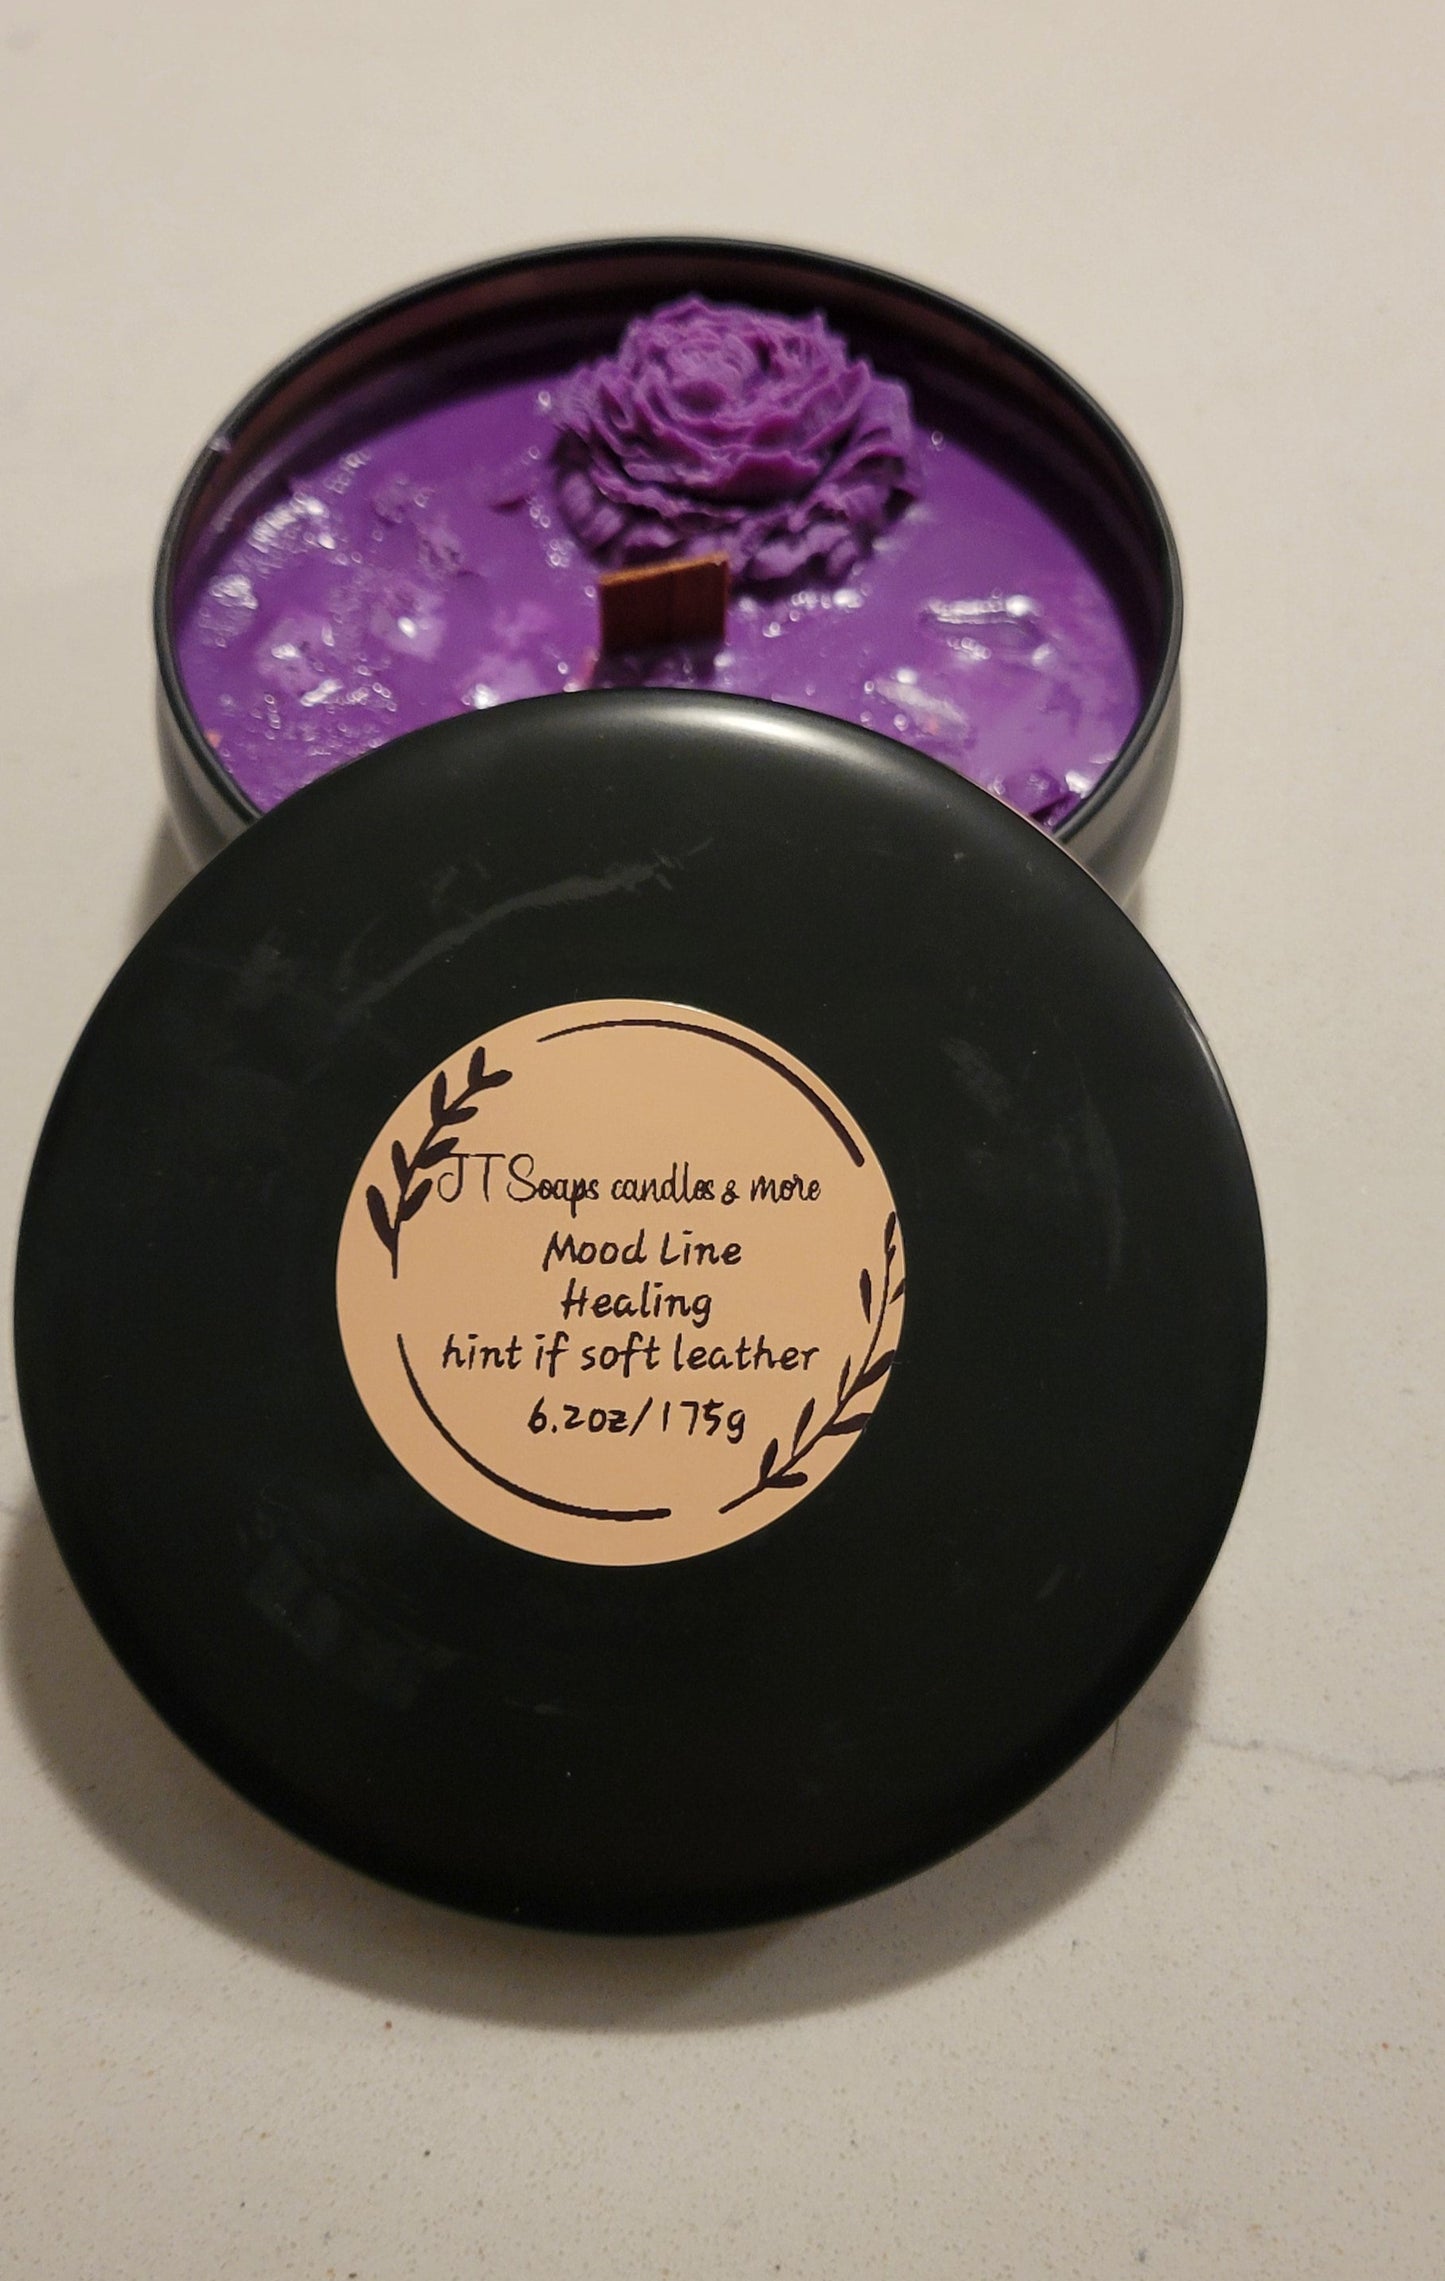 JT Soaps candles & more
Mood Line
Healing
hint if soft leather
6.2oz/175g